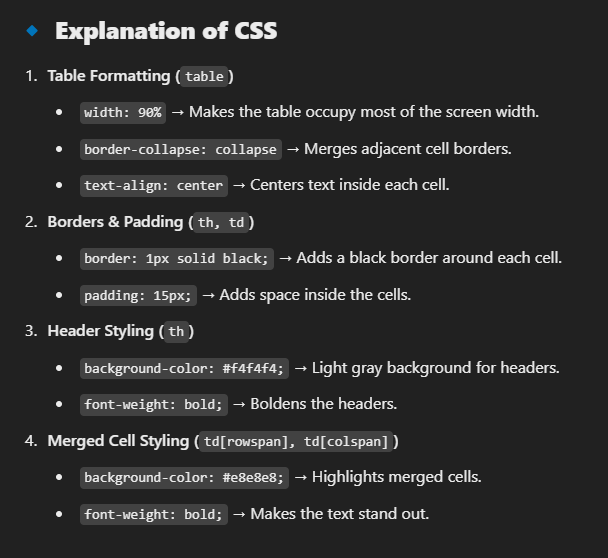 Explanation of CSS
1. Table Formatting (table)
• width: 90% → Makes the table occupy most of the screen width.
• border-collapse: collapse → Merges adjacent cell borders.
• text-align: center → Centers text inside each cell.
2. Borders & Padding (th, td)
• border: 1px solid black; → Adds a black border around each cell.
• padding: 15px; → Adds space inside the cells.
3. Header Styling (th)
• background-color: #f4f4f4; → Light gray background for headers.
• font-weight: bold; → Boldens the headers.
4. Merged Cell Styling (td[rowspan], td[colspan])
• background-color: #e8e8e8; → Highlights merged cells.
• font-weight: bold; → Makes the text stand out.